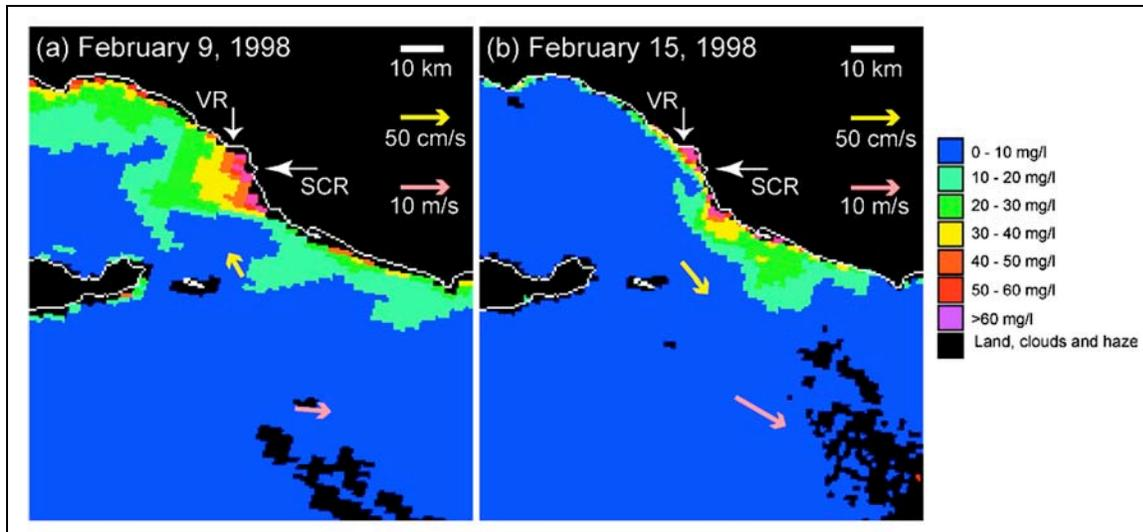 (a) February 9, 1998
10 km
VR
50 cm/s
SCR
10 m/s
(b) February 15, 1998
10 km
VR
50 cm/s
SCR
10 m/s
0 - 10 mg/l
10 - 20 mg/l
20 - 30 mg/l
30 - 40 mg/l
40 - 50 mg/l
50 - 60 mg/l
>60 mg/l
Land, clouds and haze